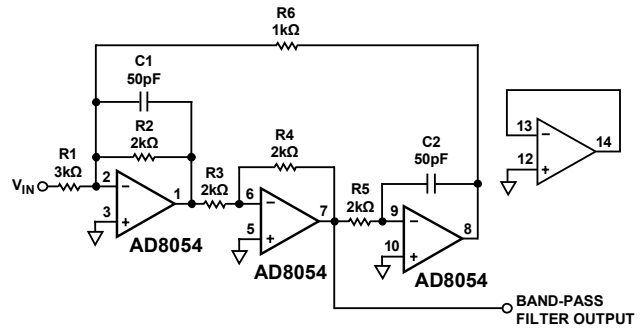 R6
1kΩ
C1
50pF
R2
2kΩ
R4
2kΩ
C2
50pF
R1
3kΩ
VIN
2
3
1
R3
2kΩ
6
5
7
R5
2kΩ
9
10
8
13
12
14
AD8054
AD8054
AD8054
BAND-PASS
FILTER OUTPUT